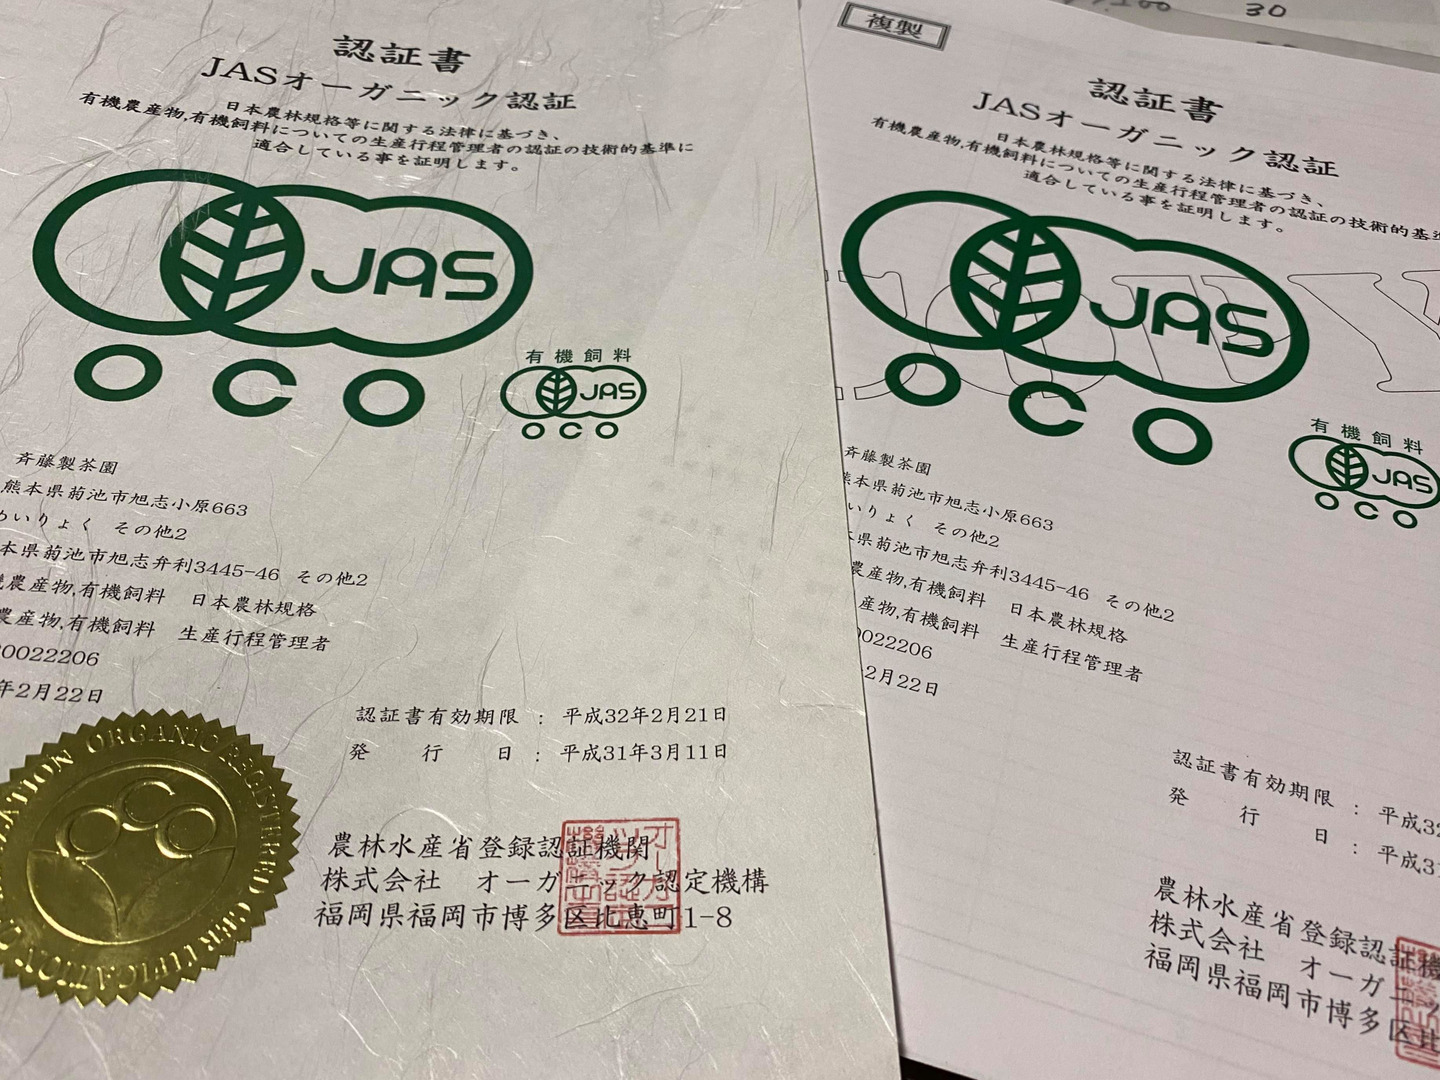 認証書
JASオーガニック認証
日本農林規格等に関する法律に基づき、
有機農産物,有機飼料についての生産行程管理者の認証の技術的基準に
適合している事を証明します。
JAS
OCO
有機飼料
JAS
OCO
斉藤製茶園
熊本県菊池市旭志小原663
めいりょく その他2
本県菊池市旭志弁利3445-46 その他2
農産物,有機飼料 日本農林規格
農産物,有機飼料 生産行程管理者
0022206
年2月22日
認証書有効期限 : 平成32年2月21日
発行日 : 平成31年3月11日
農林水産省登録認証機関
株式会社 オーガニック認定機構
福岡県福岡市博多区比恵町1-8
ORGANIC REGISTERED CERTIFICATION
複製
認証書
JASオーガニック認証
日本農林規格等に関する法律に基づき、
有機農産物,有機飼料についての生産行程管理者の認証の技術的基準
適合している事を証明します。
JAS
OCO
有機飼料
JAS
OCO
斉藤製茶園
熊本県菊池市旭志小原663
いりょく その他2
県菊池市旭志弁利3445-46 その他2
農産物,有機飼料 日本農林規格
産物,有機飼料 生産行程管理者
0022206
2月22日
認証書有効期限 : 平成3
発行日 : 平成3
農林水産省登録認証機
株式会社 オーガニッ
福岡県福岡市博多区比
30